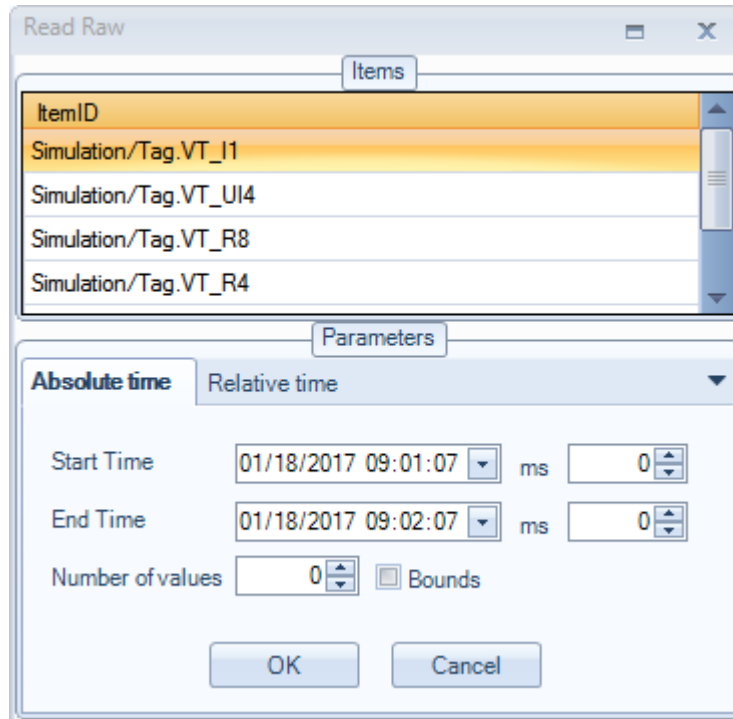 Read Raw
Items
ItemID
Simulation/Tag.VT_I1
Simulation/Tag.VT_UI4
Simulation/Tag.VT_R8
Simulation/Tag.VT_R4
Parameters
Absolute time Relative time
Start Time 01/18/2017 09:01:07 ms 0
End Time 01/18/2017 09:02:07 ms 0
Number of values 0 Bounds
OK Cancel